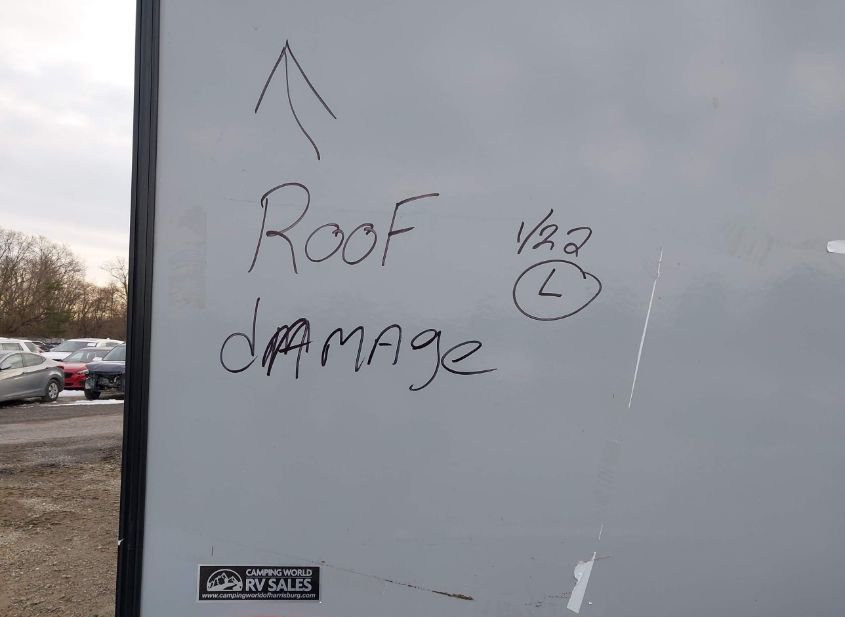 RooF
damage
1/22
L
CAMPING WORLD
RV SALES
www.campingworldofharrisburg.com